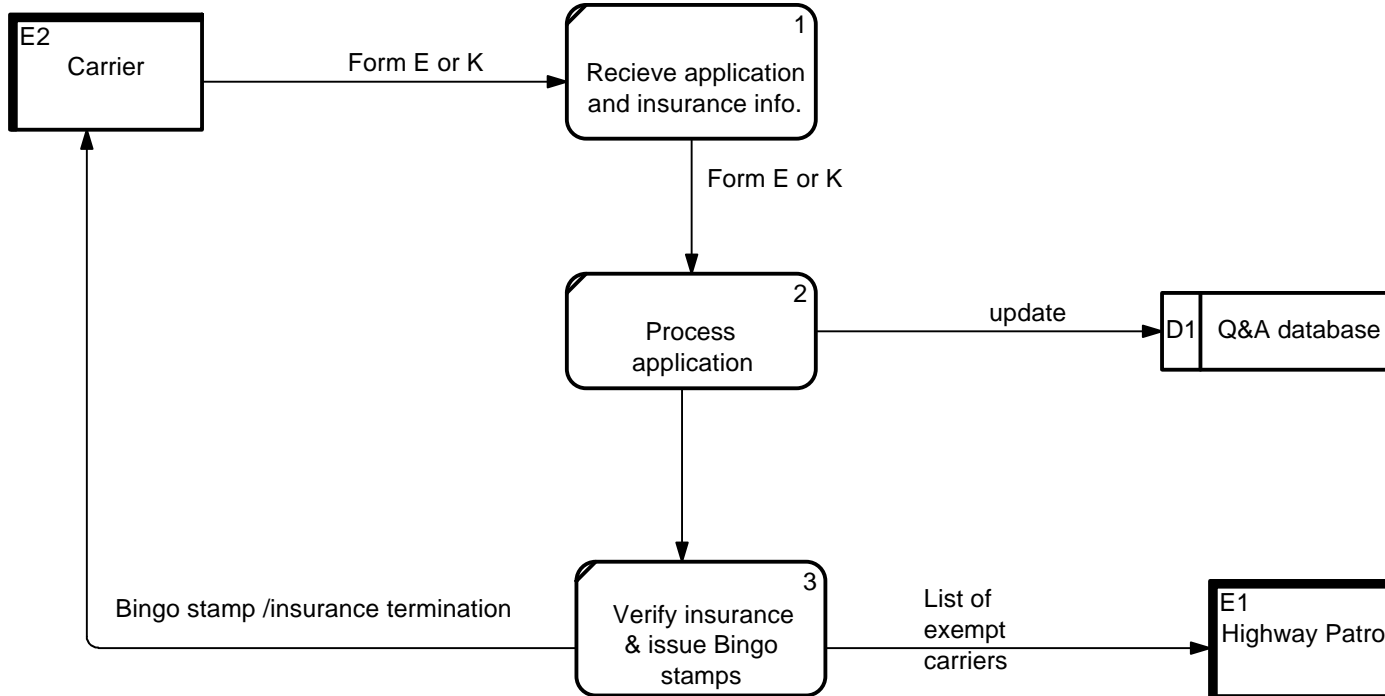 E2
Carrier
Form E or K
1
Recieve application
and insurance info.
Form E or K
2
Process
application
update
D1
Q&A database
Bingo stamp /insurance termination
3
Verify insurance
& issue Bingo
stamps
List of
exempt
carriers
E1
Highway Patro